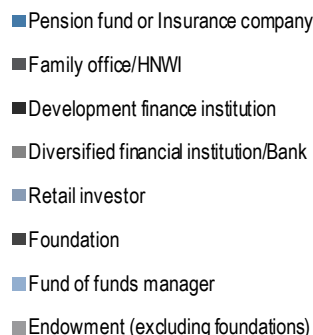 Pension fund or Insurance company
Family office/HNWI
Development finance institution
Diversified financial institution/Bank
Retail investor
Foundation
Fund of funds manager
Endowment (excluding foundations)